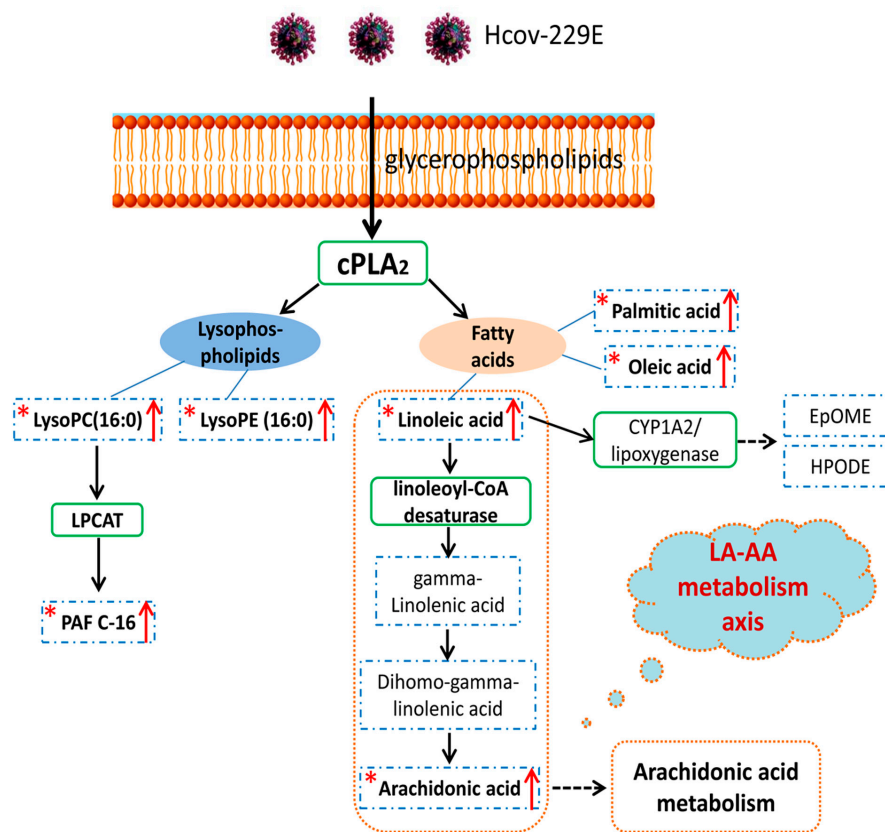 Hcov-229E
glycerophospholipids
cPLA2
Lysophos-
pholipids
Fatty
acids
* Palmitic acid
* Oleic acid
* LysoPC(16:0)
* LysoPE (16:0)
* Linoleic acid
CYP1A2/
lipoxygenase
EpOME
HPODE
LPCAT
linoleoyl-CoA
desaturase
* PAF C-16
gamma-
Linolenic acid
Dihomo-gamma-
linolenic acid
* Arachidonic acid
LA-AA
metabolism
axis
Arachidonic acid
metabolism